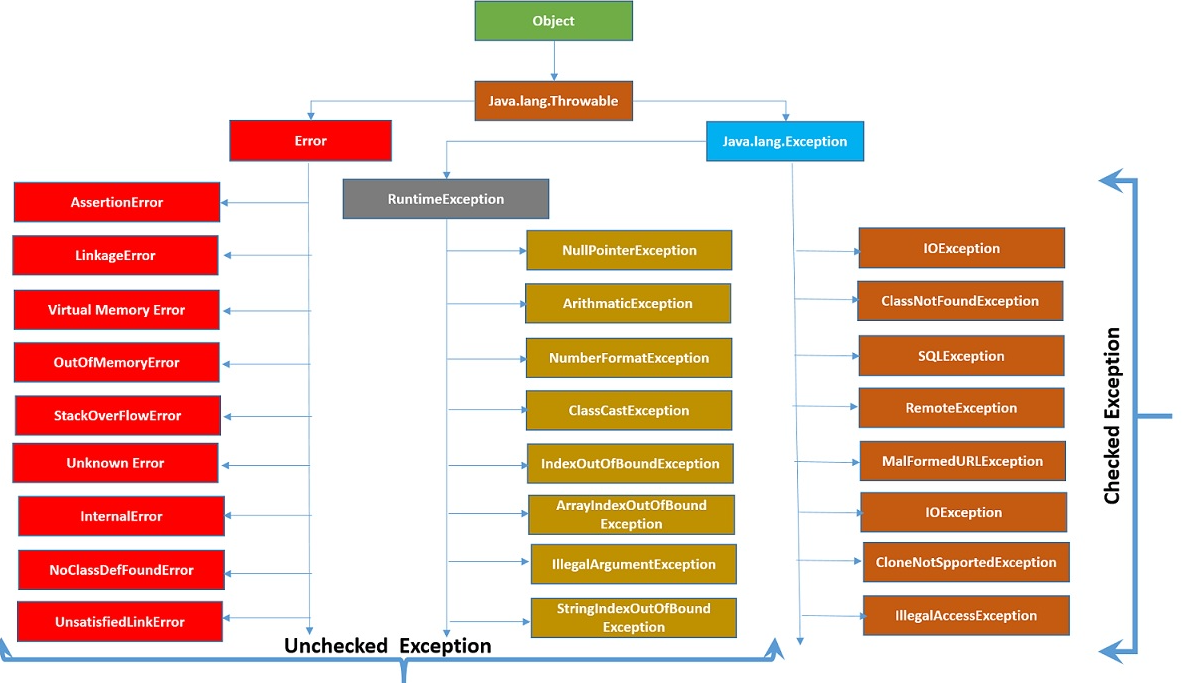 Object
Java.lang.Throwable
Error
Java.lang.Exception
RuntimeException
AssertionError
LinkageError
Virtual Memory Error
OutOfMemoryError
StackOverFlowError
Unknown Error
InternalError
NoClassDefFoundError
UnsatisfiedLinkError
NullPointerException
ArithmaticException
NumberFormatException
ClassCastException
IndexOutOfBoundException
ArrayIndexOutOfBound
Exception
IllegalArgumentException
StringIndexOutOfBound
Exception
IOException
ClassNotFoundException
SQLException
RemoteException
MalFormedURLException
IOException
CloneNotSpportedException
IllegalAccessException
Checked Exception
Unchecked Exception